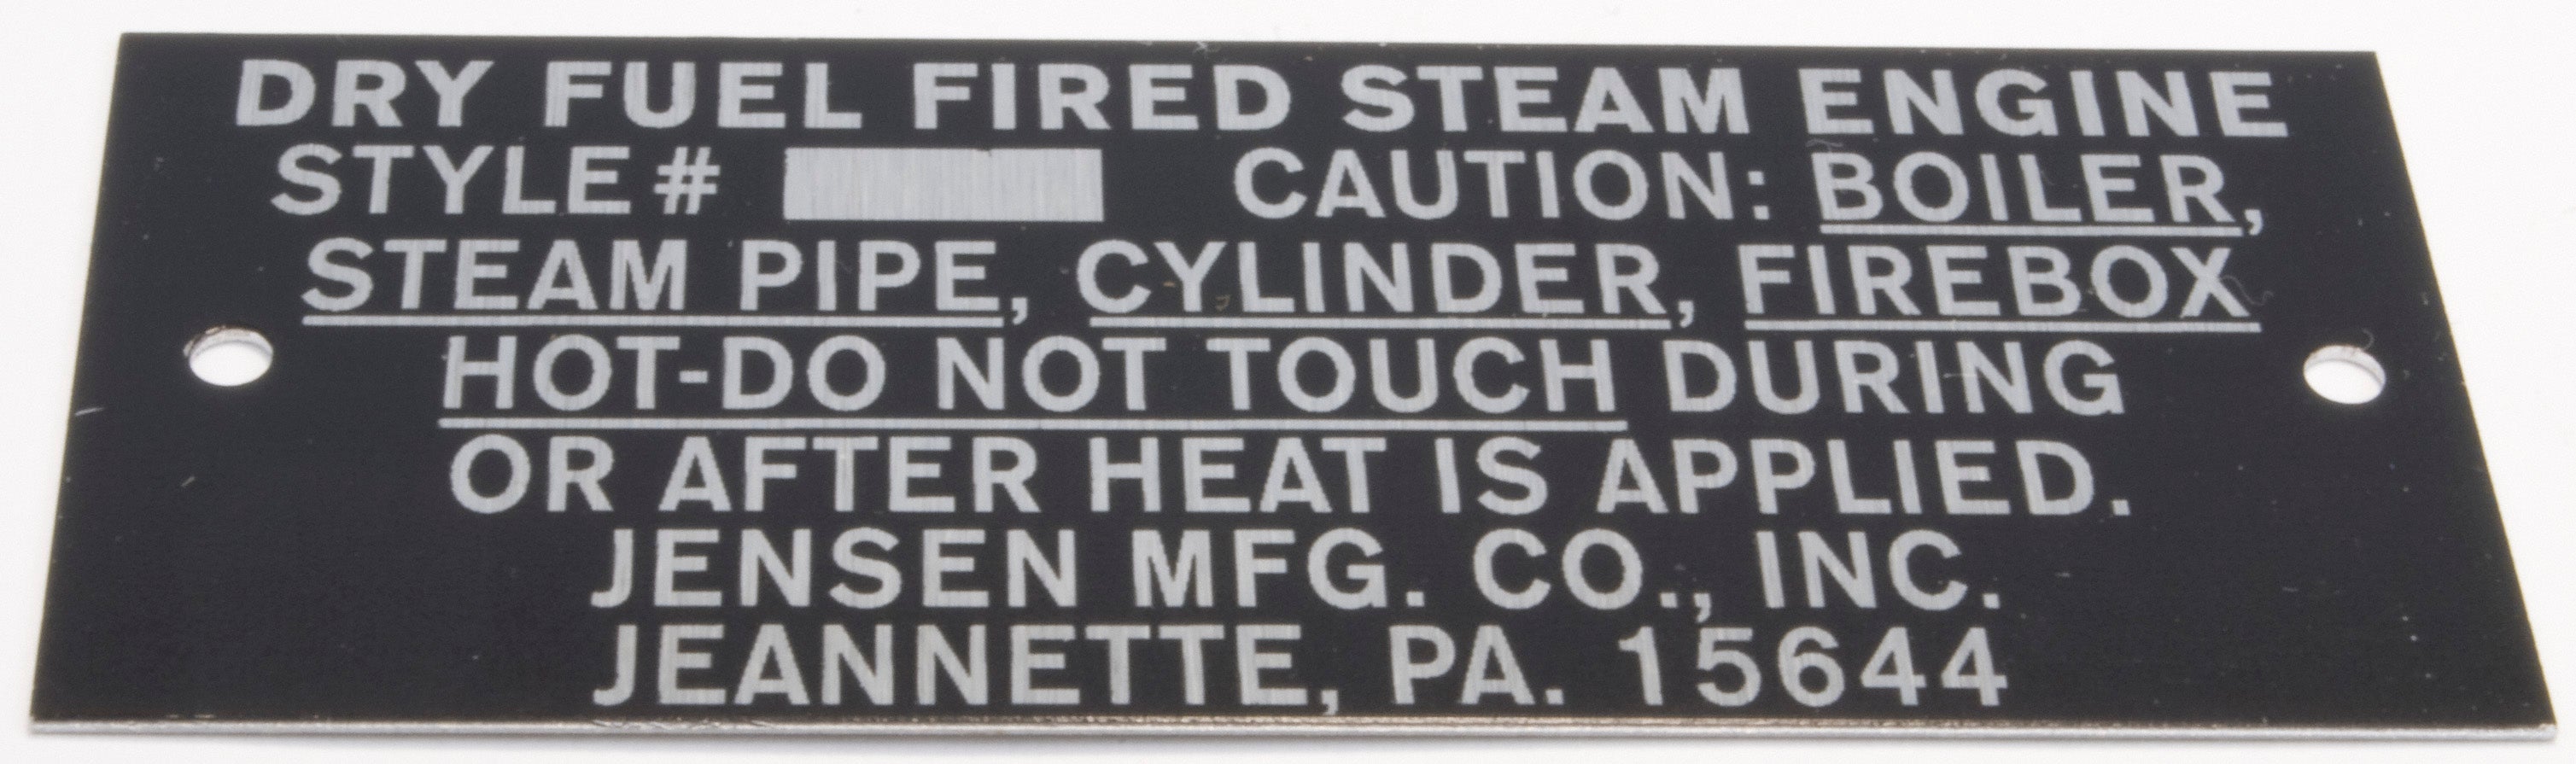 DRY FUEL FIRED STEAM ENGINE
STYLE # CAUTION: BOILER,
STEAM PIPE, CYLINDER, FIREBOX
HOT-DO NOT TOUCH DURING
OR AFTER HEAT IS APPLIED.
JENSEN MFG. CO., INC.
JEANNETTE, PA. 15644